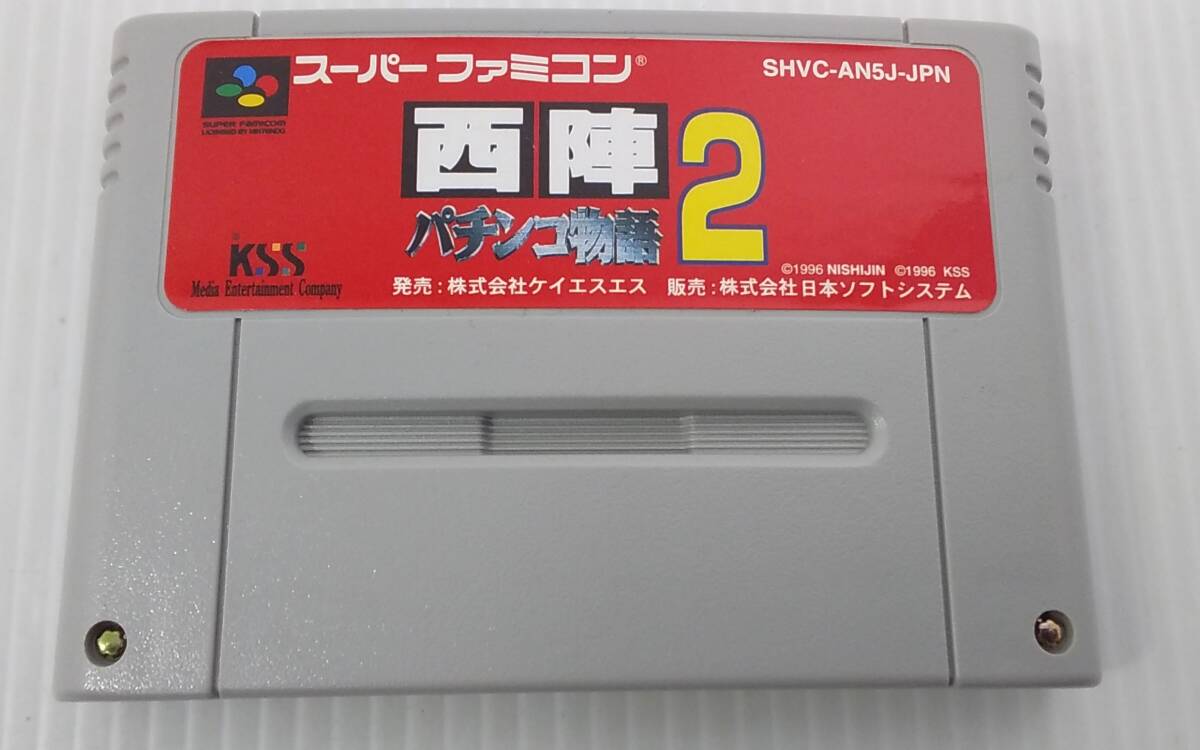 スーパーファミコン®
SHVC-AN5J-JPN
SUPER FAMICOM
LICENSED BY NINTENDO
西陣
パチンコ物語
2
KSS
Media Entertainment Company
©1996 NISHIJIN ©1996 KSS
発売:株式会社ケイエスエス 販売:株式会社日本ソフトシステム